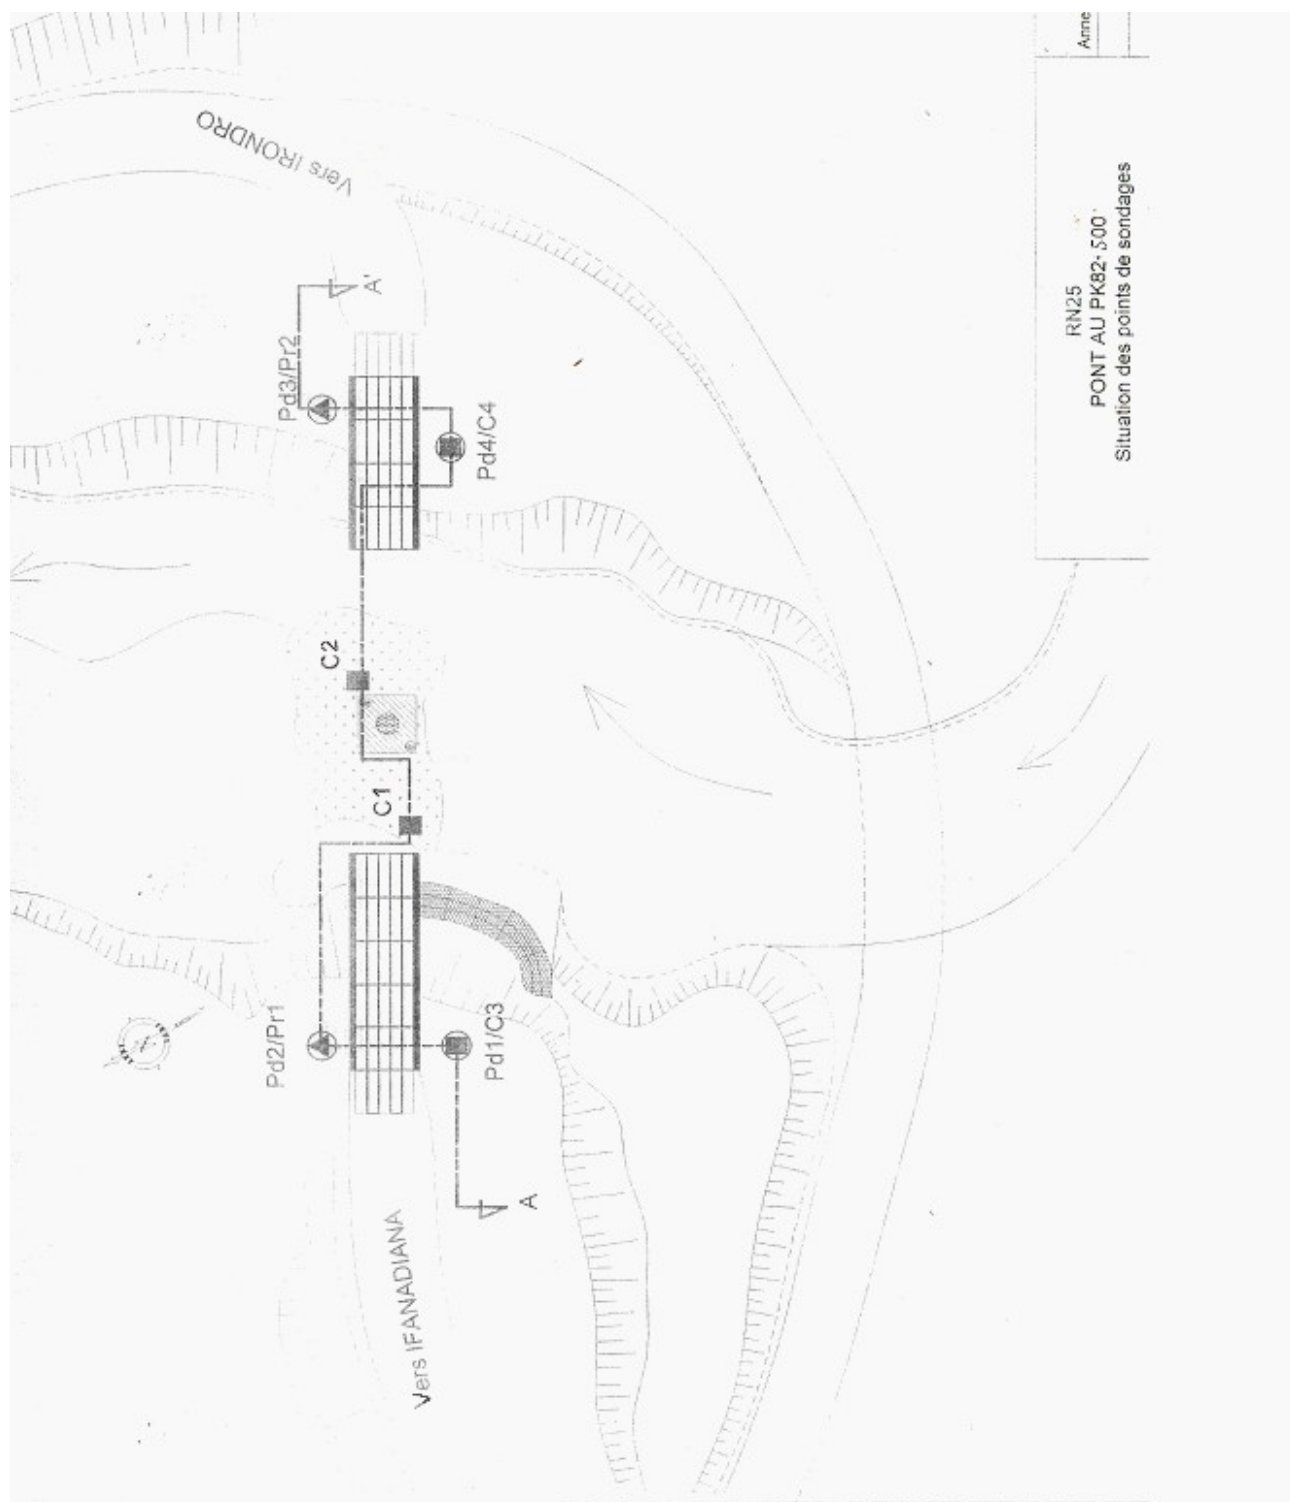 Anne
RN25
PONT AU PK82-500
Situation des points de sondages
Vers IRONDRO
A'
Pd3/Pr2
Pd4/C4
C2
C1
Pd2/Pr1
Pd1/C3
A
Vers IFANADIANA